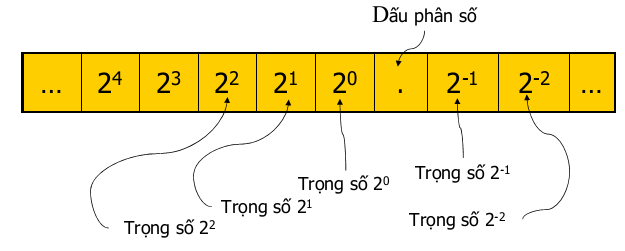 Dấu phân số
... 2⁴ 2³ 2² 2¹ 2⁰ . 2⁻¹ 2⁻² ...
Trọng số 2⁻¹
Trọng số 2⁰
Trọng số 2¹
Trọng số 2⁻²
Trọng số 2²